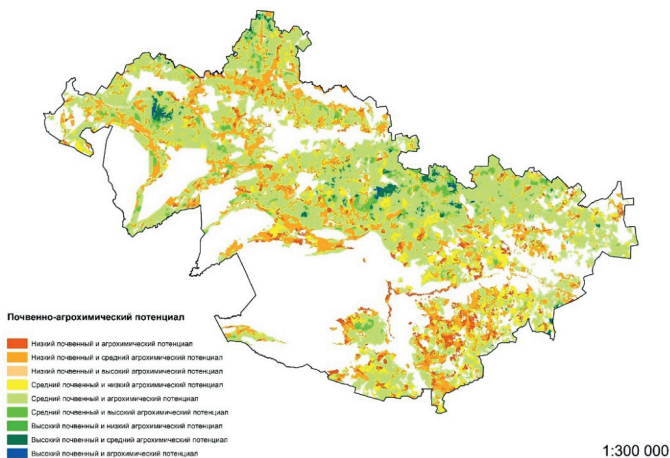 Почвенно-агрохимический потенциал
Низкий почвенный и агрохимический потенциал
Низкий почвенный и средний агрохимический потенциал
Низкий почвенный и высокий агрохимический потенциал
Средний почвенный и низкий агрохимический потенциал
Средний почвенный и агрохимический потенциал
Средний почвенный и высокий агрохимический потенциал
Высокий почвенный и низкий агрохимический потенциал
Высокий почвенный и средний агрохимический потенциал
Высокий почвенный и агрохимический потенциал
1:300 000